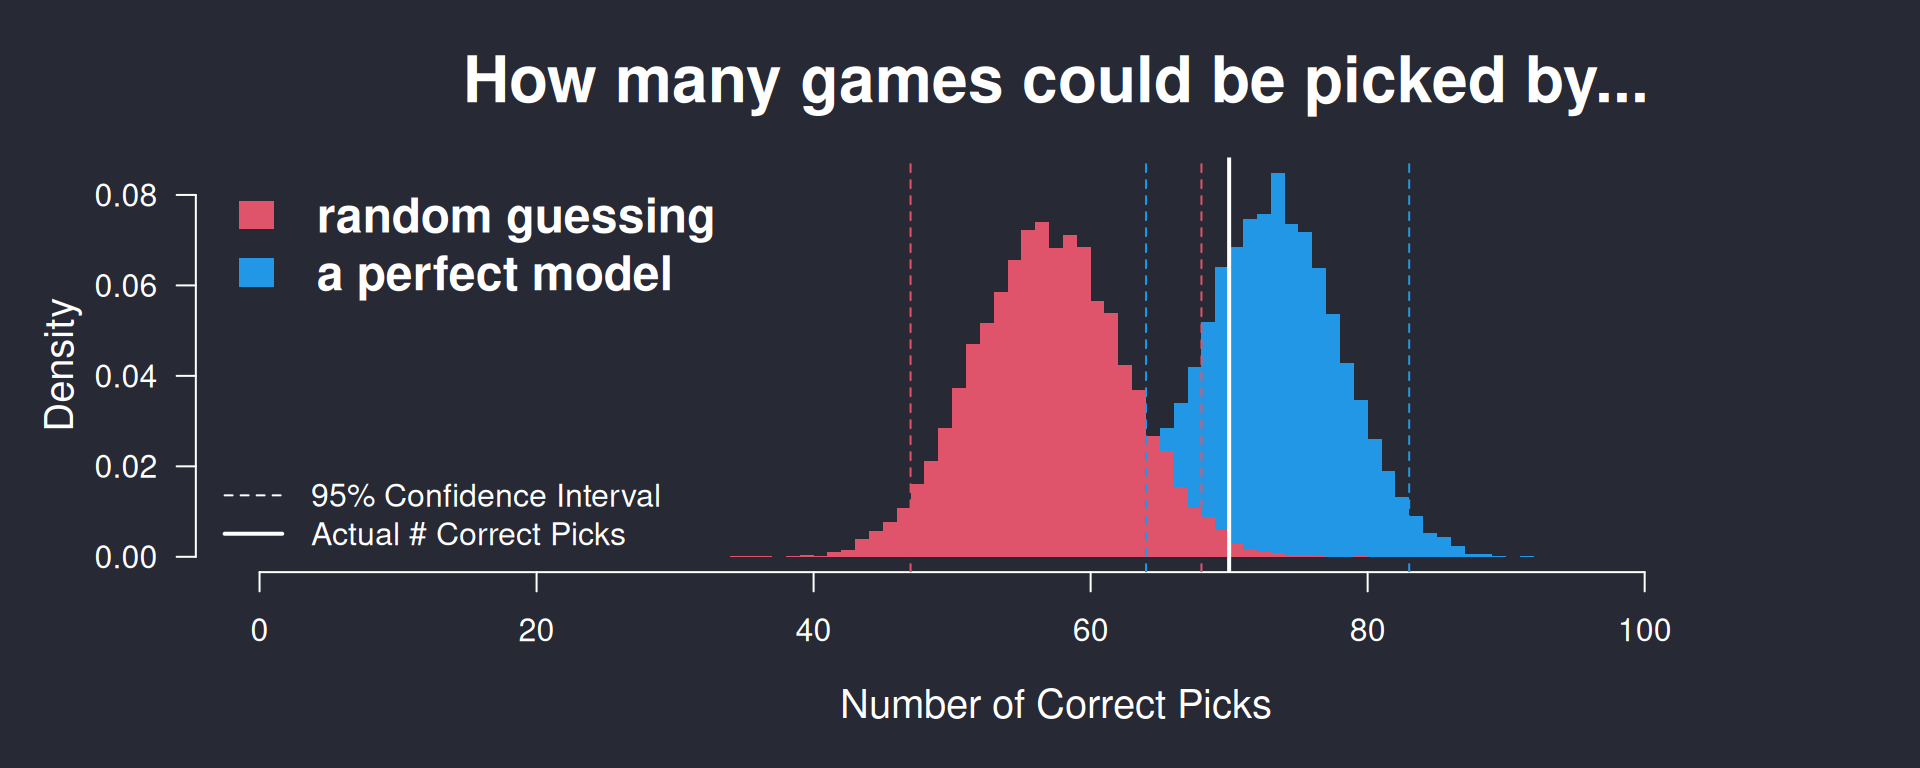 How many games could be picked by...
random guessing
a perfect model
95% Confidence Interval
Actual # Correct Picks
Density
0.08
0.06
0.04
0.02
0.00
0 20 40 60 80 100
Number of Correct Picks